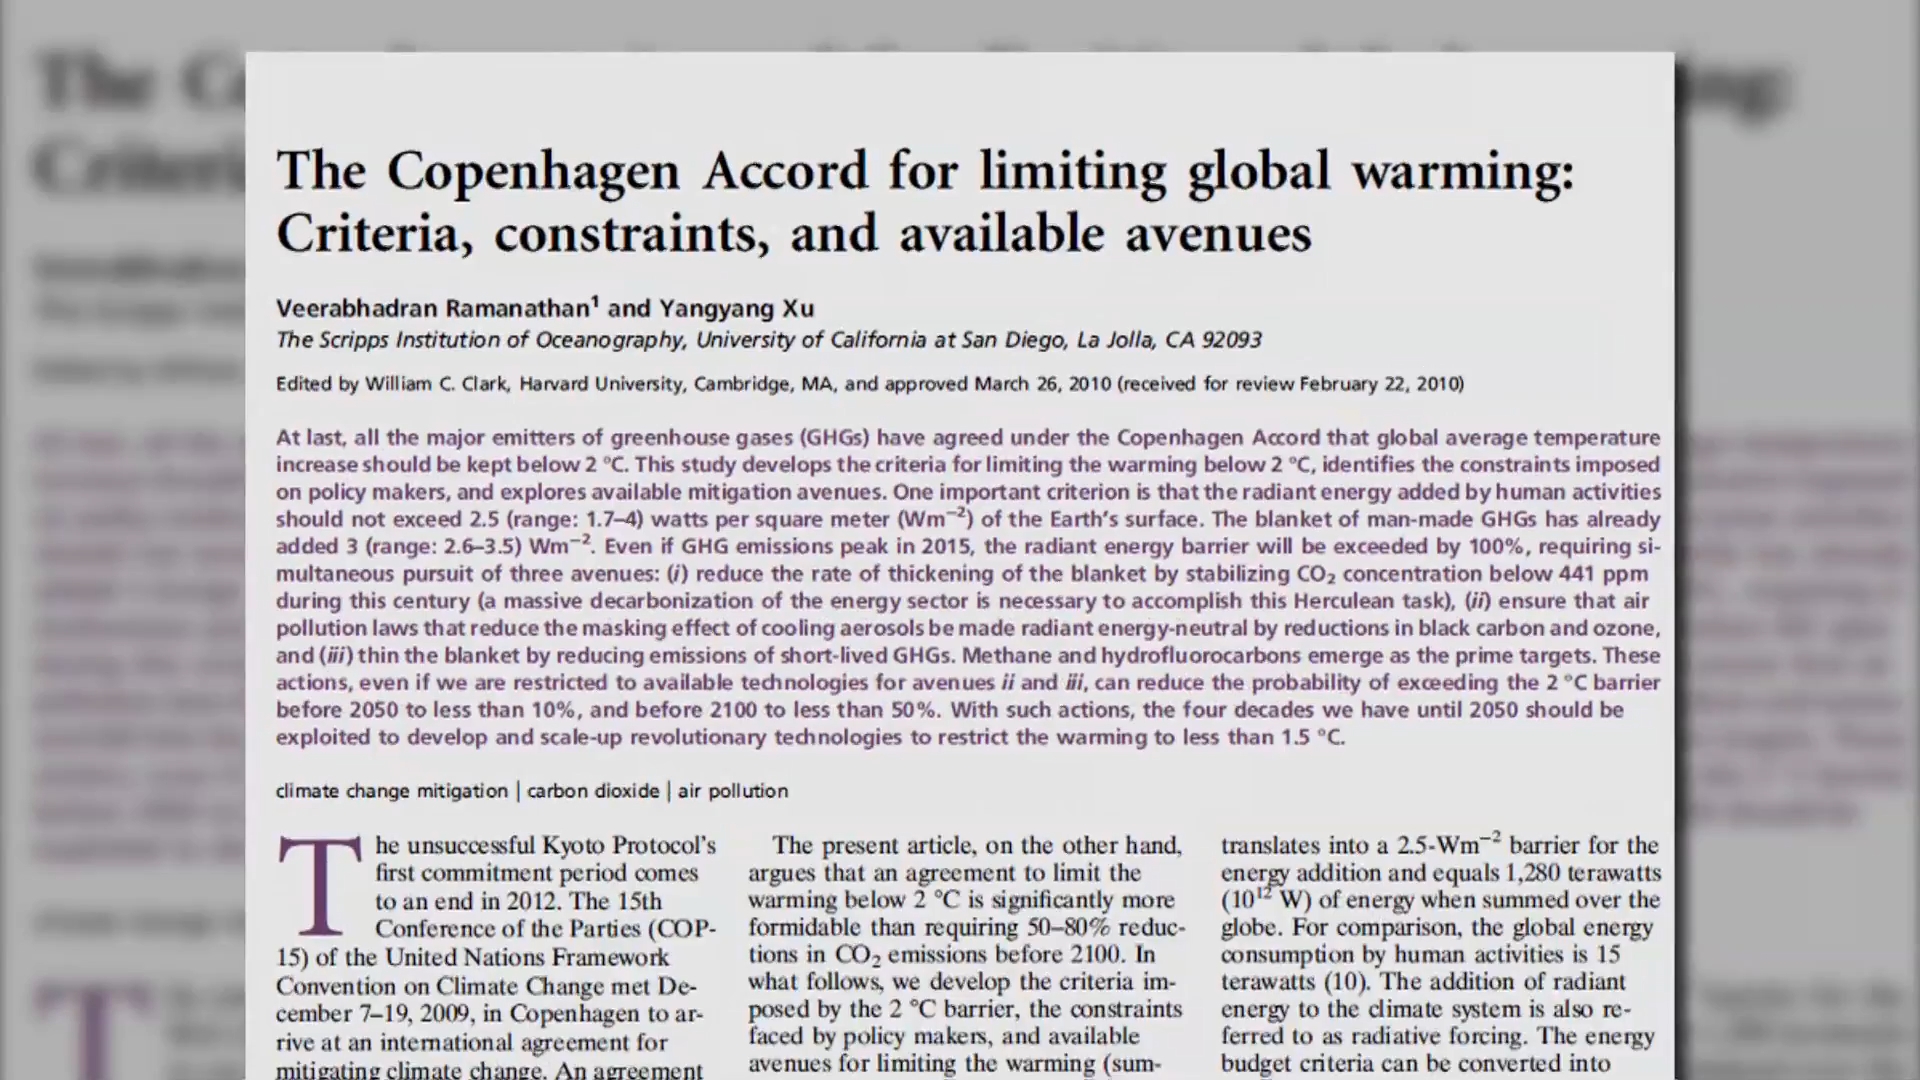 The Copenhagen Accord for limiting global warming:
Criteria, constraints, and available avenues
Veerabhadran Ramanathan¹ and Yangyang Xu
The Scripps Institution of Oceanography, University of California at San Diego, La Jolla, CA 92093
Edited by William C. Clark, Harvard University, Cambridge, MA, and approved March 26, 2010 (received for review February 22, 2010)
At last, all the major emitters of greenhouse gases (GHGs) have agreed under the Copenhagen Accord that global average temperature
increase should be kept below 2 °C. This study develops the criteria for limiting the warming below 2 °C, identifies the constraints imposed
on policy makers, and explores available mitigation avenues. One important criterion is that the radiant energy added by human activities
should not exceed 2.5 (range: 1.7–4) watts per square meter (Wm⁻²) of the Earth's surface. The blanket of man-made GHGs has already
added 3 (range: 2.6–3.5) Wm⁻². Even if GHG emissions peak in 2015, the radiant energy barrier will be exceeded by 100%, requiring si-
multaneous pursuit of three avenues: (i) reduce the rate of thickening of the blanket by stabilizing CO₂ concentration below 441 ppm
during this century (a massive decarbonization of the energy sector is necessary to accomplish this Herculean task), (ii) ensure that air
pollution laws that reduce the masking effect of cooling aerosols be made radiant energy-neutral by reductions in black carbon and ozone,
and (iii) thin the blanket by reducing emissions of short-lived GHGs. Methane and hydrofluorocarbons emerge as the prime targets. These
actions, even if we are restricted to available technologies for avenues ii and iii, can reduce the probability of exceeding the 2 °C barrier
before 2050 to less than 10%, and before 2100 to less than 50%. With such actions, the four decades we have until 2050 should be
exploited to develop and scale-up revolutionary technologies to restrict the warming to less than 1.5 °C.
climate change mitigation | carbon dioxide | air pollution
The unsuccessful Kyoto Protocol's
first commitment period comes
to an end in 2012. The 15th
Conference of the Parties (COP-
15) of the United Nations Framework
Convention on Climate Change met De-
cember 7–19, 2009, in Copenhagen to ar-
rive at an international agreement for
mitigating climate change. An agreement
The present article, on the other hand,
argues that an agreement to limit the
warming below 2 °C is significantly more
formidable than requiring 50–80% reduc-
tions in CO₂ emissions before 2100. In
what follows, we develop the criteria im-
posed by the 2 °C barrier, the constraints
faced by policy makers, and available
avenues for limiting the warming (sum-
translates into a 2.5-Wm⁻² barrier for the
energy addition and equals 1,280 terawatts
(10¹² W) of energy when summed over the
globe. For comparison, the global energy
consumption by human activities is 15
terawatts (10). The addition of radiant
energy to the climate system is also re-
ferred to as radiative forcing. The energy
budget criteria can be converted into